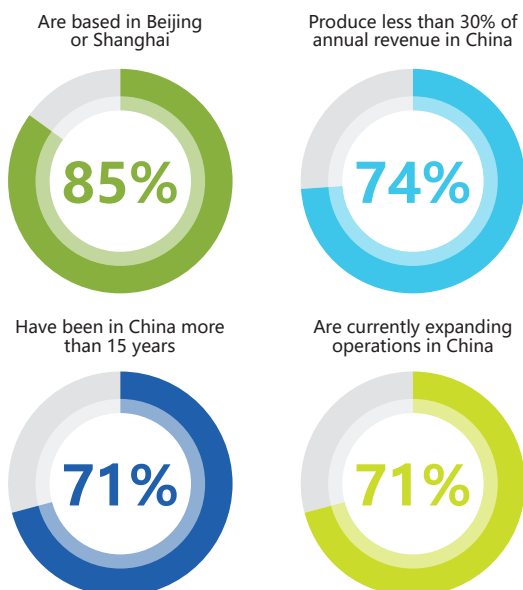 Are based in Beijing
or Shanghai
85%
Produce less than 30% of
annual revenue in China
74%
Have been in China more
than 15 years
71%
Are currently expanding
operations in China
71%